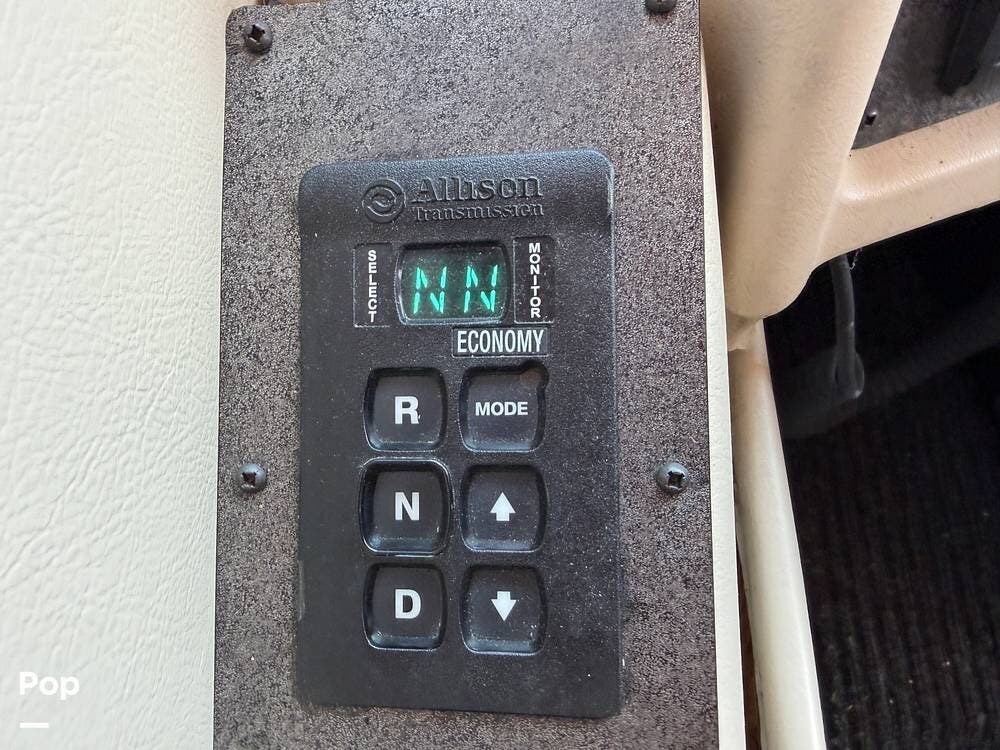 Allison
Transmission
SELECT
NN
MONITOR
ECONOMY
R
MODE
N
D
Pop